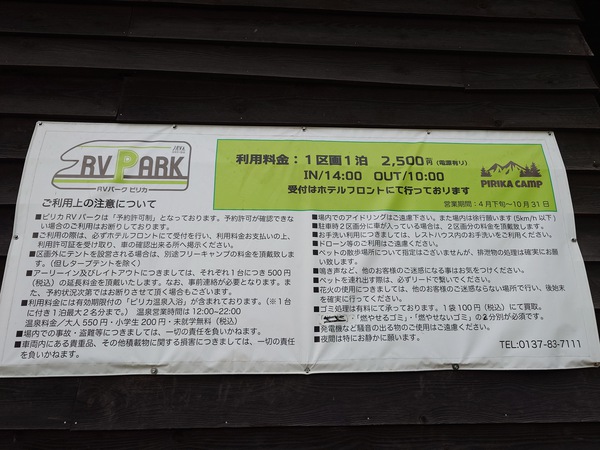 JRVA
RV PARK
RVパーク ピリカ
利用料金：1区画1泊 2,500円（電源有り）
IN/14:00 OUT/10:00
受付はホテルフロントにて行っております
PIRIKA CAMP
営業期間：4月下旬〜10月31日
ご利用上の注意について
■ピリカRVパークは「予約許可制」となっております。予約許可が確認できない
場合のご利用はお断りしております。
■ご利用の際は、必ずホテルフロントにて受付を行い、利用料金お支払いの上、
利用許可証を受け取り、車の確認出来る所へ掲示ください。
■区画外にテントを設営される場合は、別途フリーキャンプの料金を頂戴致しま
す。（但しタープテントを除く）
■アーリーイン及びレイトアウトにつきましては、それぞれ1台につき500円
（税込）の延長料金を頂戴いたします。なお、事前連絡が必要となります。ま
た、予約状況次第ではお断りさせて頂く場合もございます。
■利用料金には有効期限付の「ピリカ温泉入浴」が含まれております。（※1台
に付き1泊最大2名分まで。） 温泉営業時間は12:00~22:00
温泉料金／大人550円・小学生200円・未就学無料（税込）
■場内での事故・盗難等につきましては、一切の責任を負いかねます。
■車両内にある貴重品、その他積載物に関する損害につきましては、一切の責任
を負いかねます。
■場内でのアイドリングはご遠慮下さい。また場内は徐行願います(5km/h以下)
■駐車時2区画分に車が入っている場合は、2区画分の料金を頂戴致します。
■お手洗い利用につきましては、レストハウス内のお手洗いをご利用ください。
■ドローン等のご利用はご遠慮ください。
■ペットの散歩場所について指定はございませんが、排泄物の処理は確実にお願
い致します。
■鳴き声など、他のお客様のご迷惑になる事はお気をつけください。
■ペットを連れ出す際は、必ずリードで繋いでください。
■花火の使用につきましては、他のお客様のご迷惑ならない場所で行い、後始末
を確実に行ってください。
■ゴミ処理は有料にて承っております。1袋100円（税込）にて買取。
・「燃やせるゴミ」・「燃やせないゴミ」の2分別が必須です。
■発電機など騒音の出る物のご使用はご遠慮ください。
■夜間は特にお静かに願います。
TEL:0137-83-7111